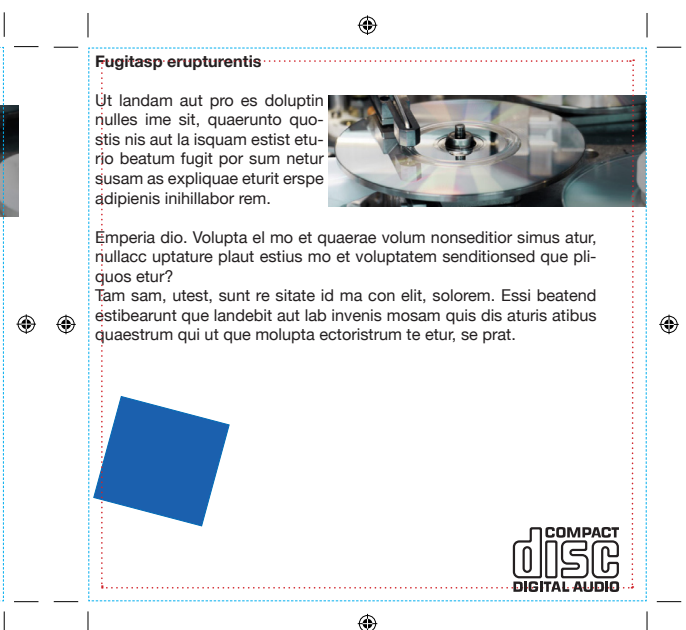 Fugitasp erupturentis
Ut landam aut pro es doluptin
nulles ime sit, quaerunto quo-
stis nis aut la isquam estist etu-
rio beatum fugit por sum netur
susam as expliquae eturit erspe
adipienis inihillabor rem.
Emperia dio. Volupta el mo et quaerae volum nonseditior simus atur,
nullacc uptature plaut estius mo et voluptatem senditionsed que pli-
quos etur?
Tam sam, utest, sunt re sitate id ma con elit, solorem. Essi beatend
estibearunt que landebit aut lab invenis mosam quis dis aturis atibus
quaestrum qui ut que molupta ectoristrum te etur, se prat.
COMPACT
disc
DIGITAL AUDIO